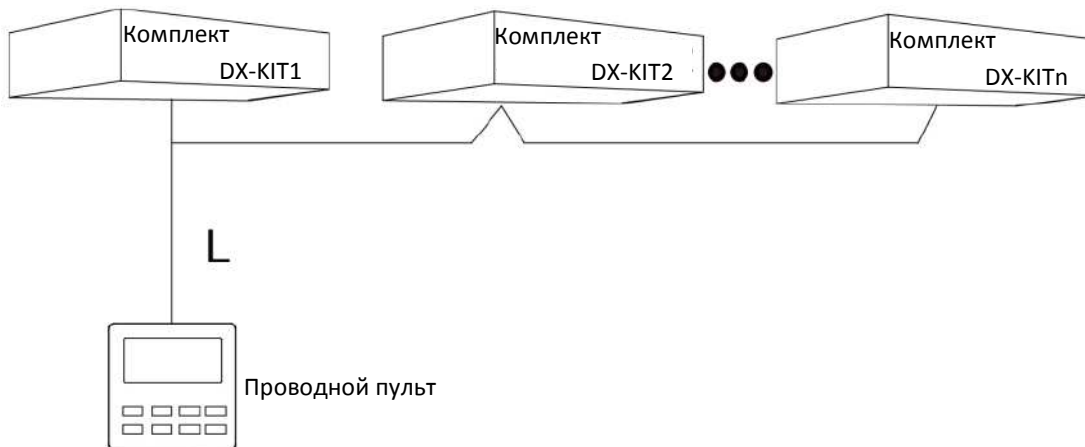 Комплект
DX-KIT1
Комплект
DX-KIT2
Комплект
DX-KITn
L
Проводной пульт